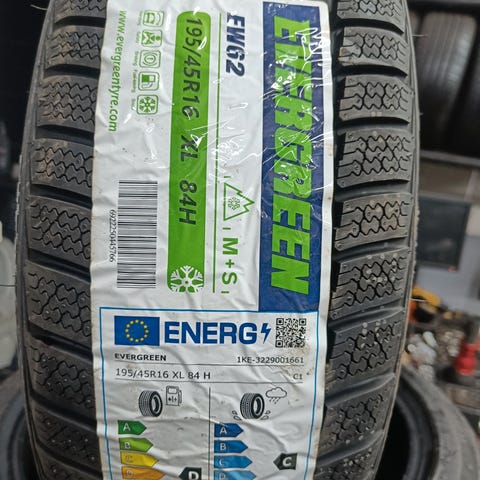 EVERGREEN
EW62
195/45R16 XL 84H
M+S
www.evergreentyre.com
ENERG
EVERGREEN
1KE-3229001661
195/45R16 XL 84 H
C1
A
B
C
D
D
A
B
C
C